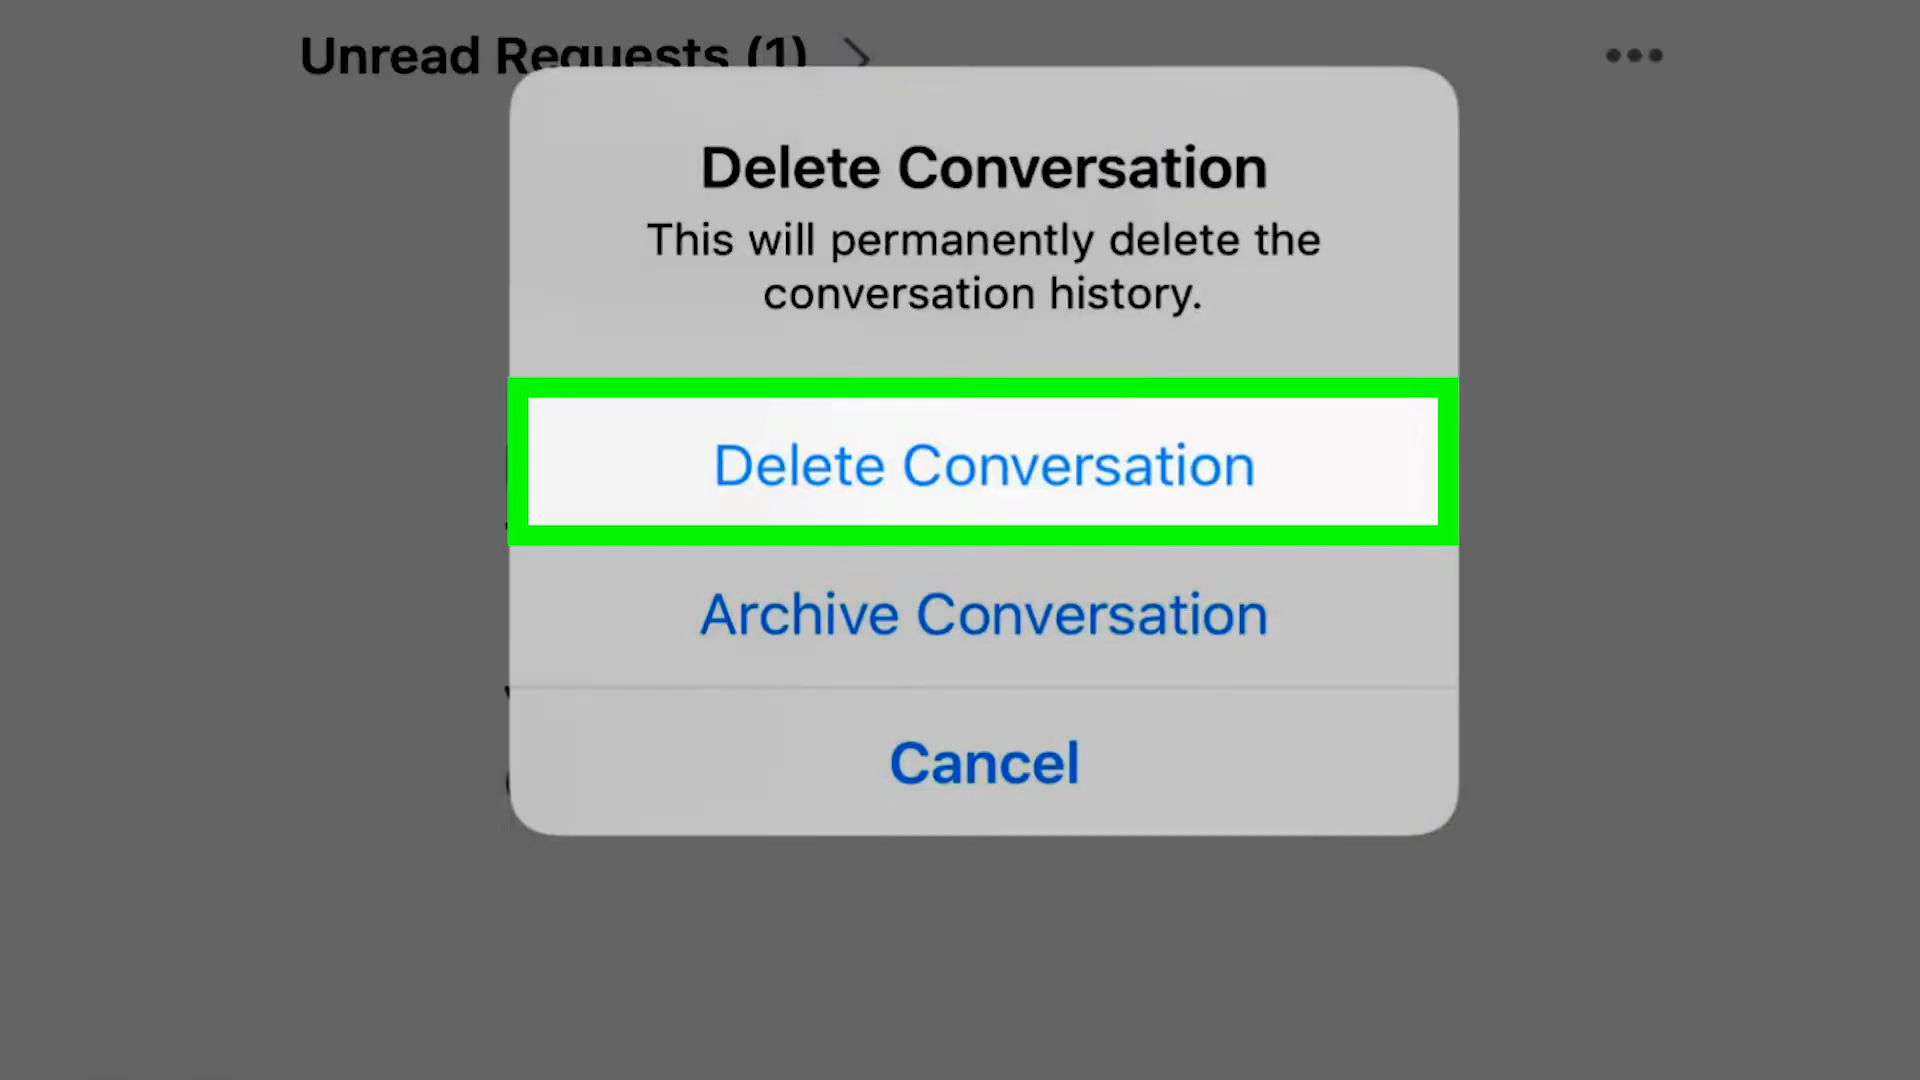 Unread Requests (1)
Delete Conversation
This will permanently delete the
conversation history.
Delete Conversation
Archive Conversation
Cancel